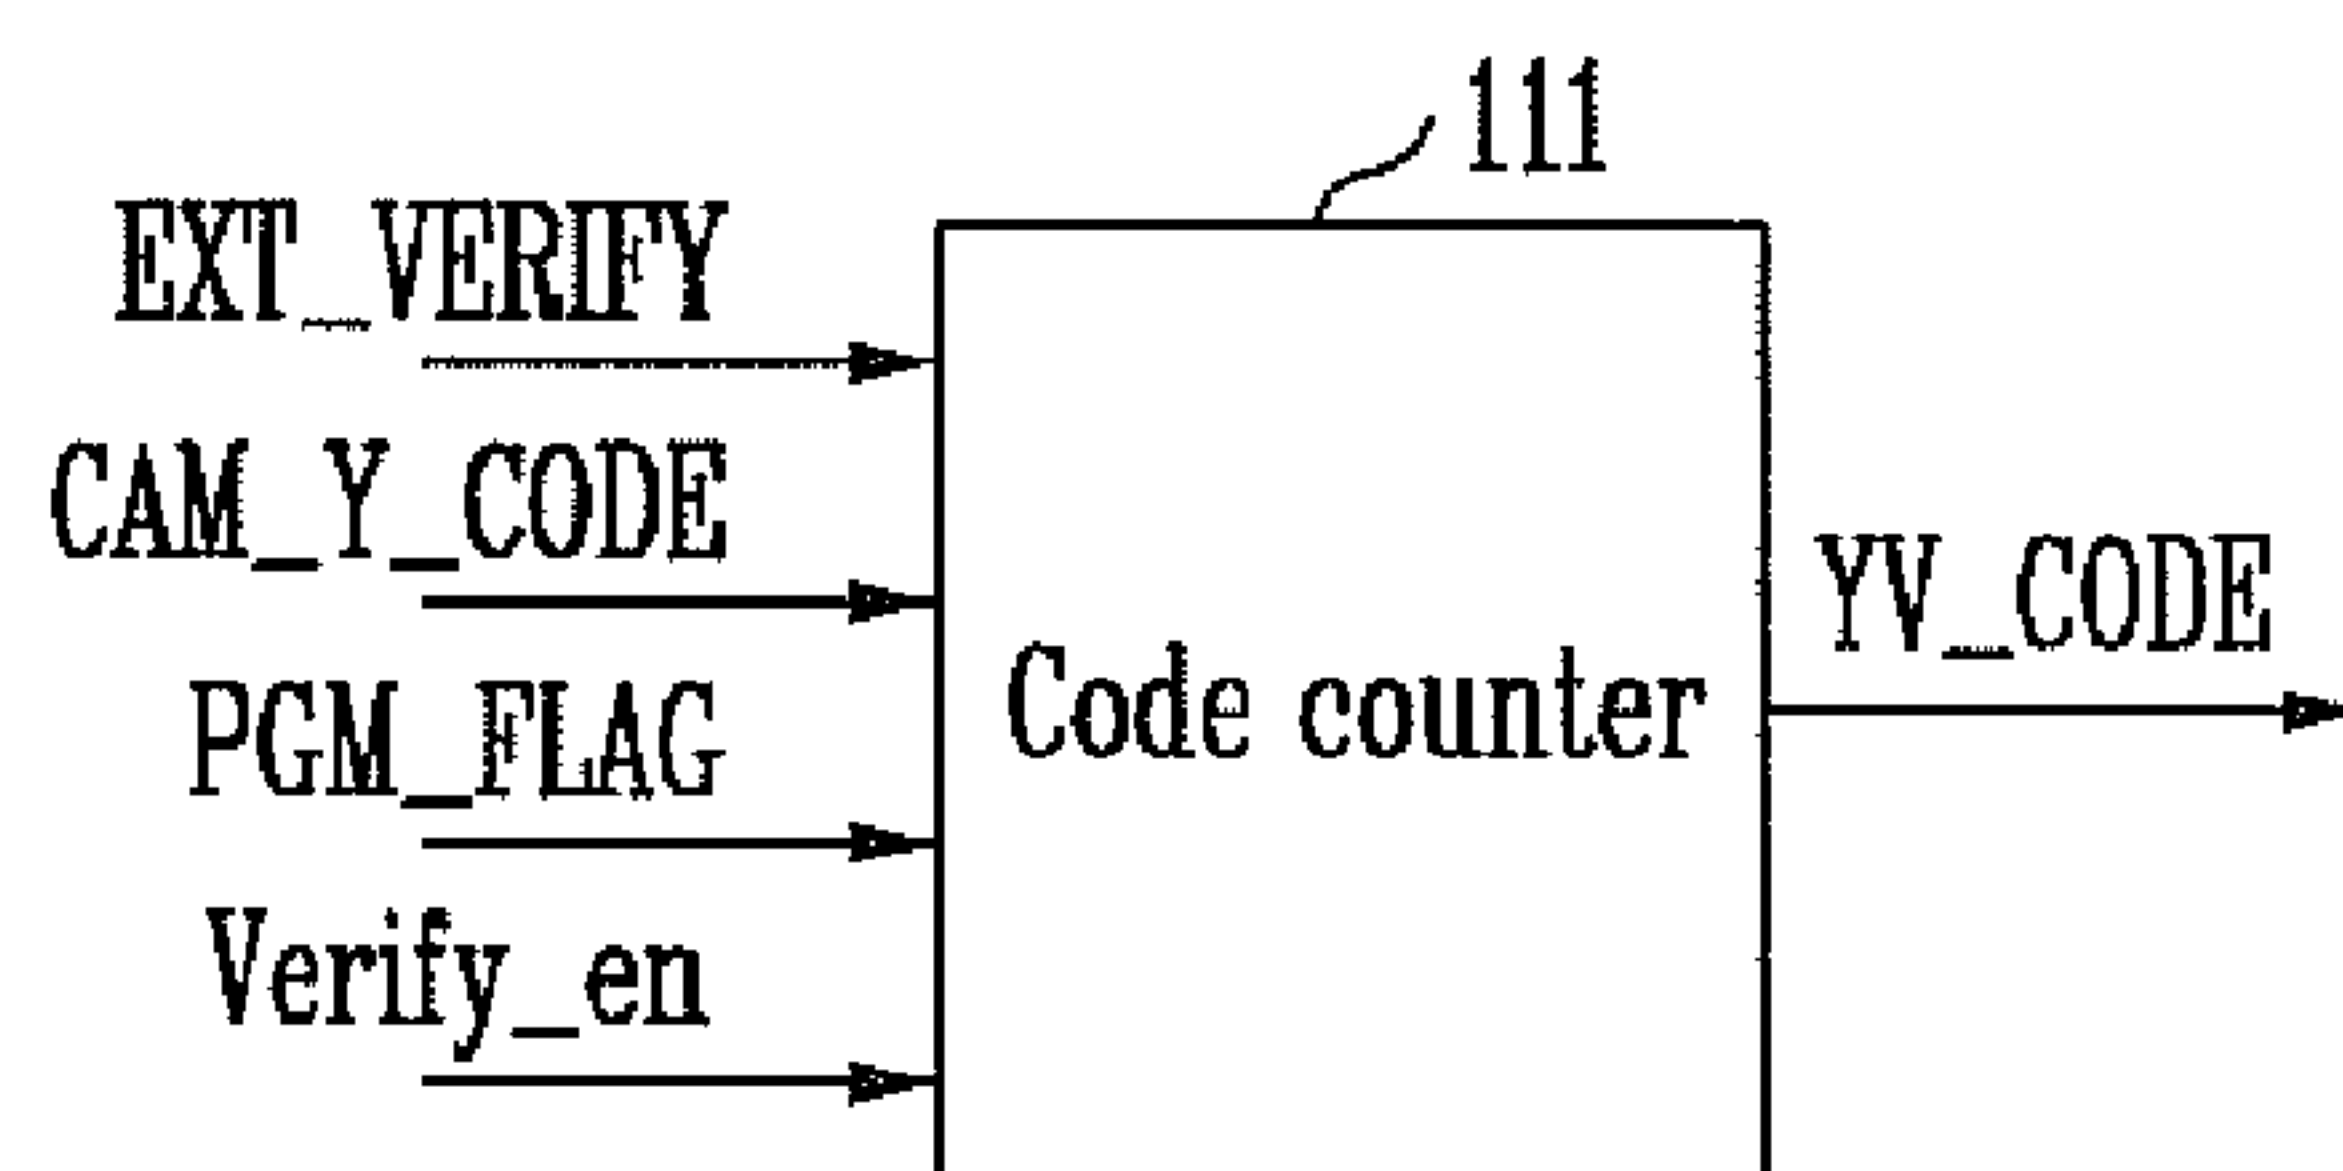 111
EXT_VERIFY
CAM_Y_CODE
PGM_FLAG
Verify_en
Code counter
YV_CODE